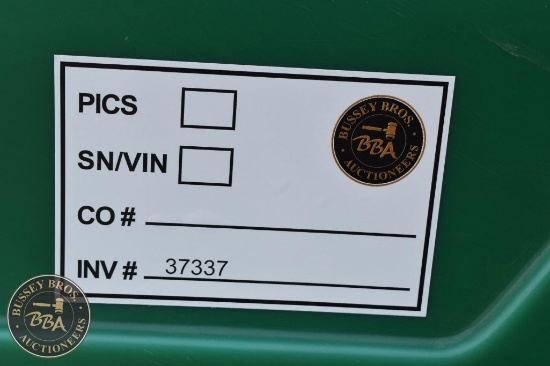 PICS
SN/VIN
CO #
INV # 37337
BUSSEY BROS.
BBA
AUCTIONEERS
BUSSEY BROS.
BBA
AUCTIONEERS